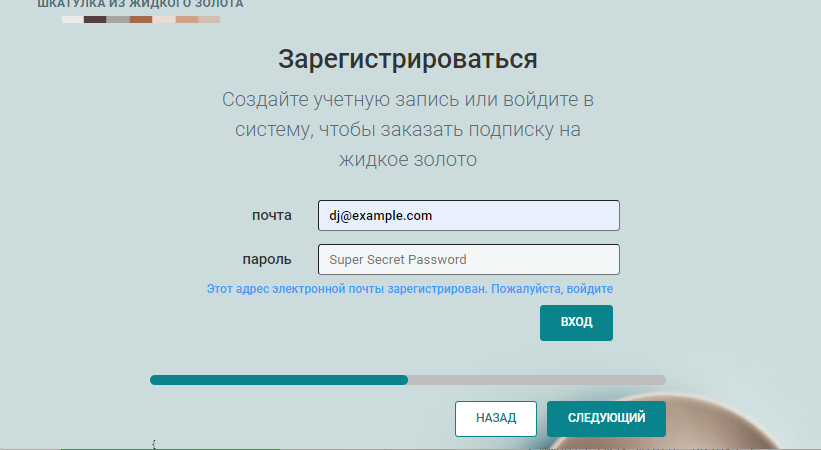 ШКАТУЛКА ИЗ ЖИДКОГО ЗОЛОТА
Зарегистрироваться
Создайте учетную запись или войдите в
систему, чтобы заказать подписку на
жидкое золото
почта
dj@example.com
пароль
Super Secret Password
Этот адрес электронной почты зарегистрирован. Пожалуйста, войдите
ВХОД
НАЗАД
СЛЕДУЮЩИЙ
{